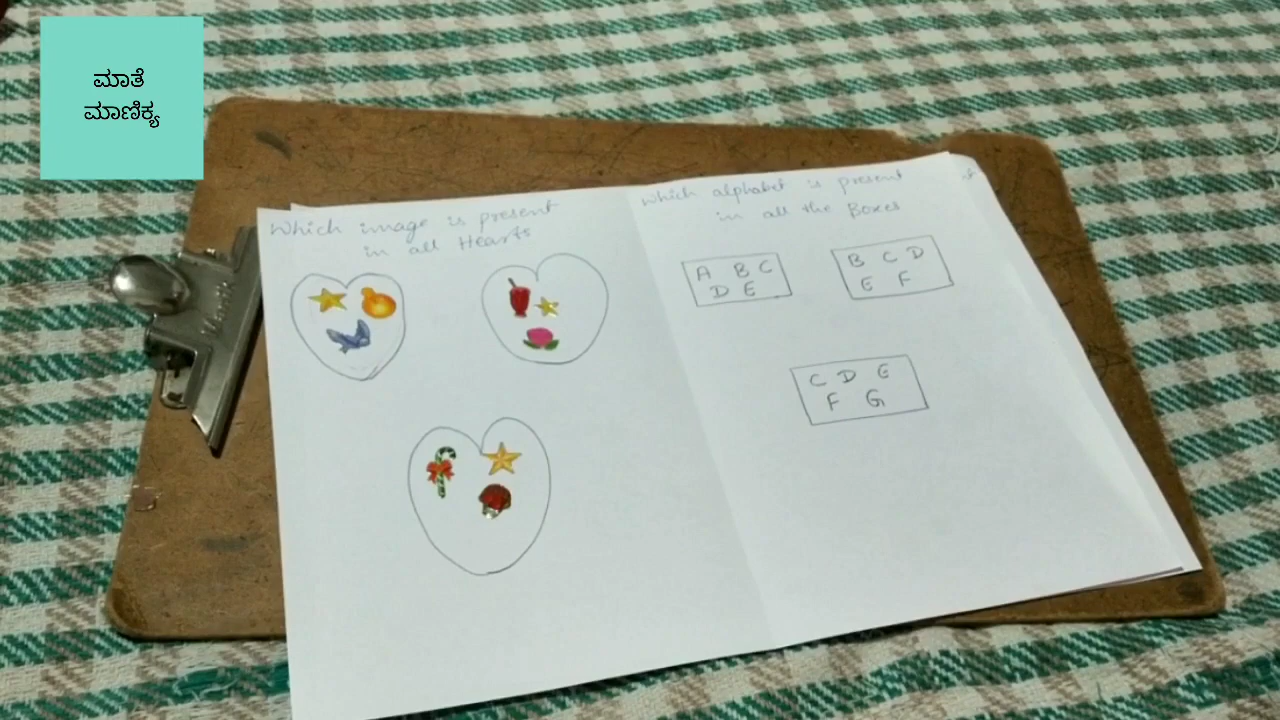 ಮಾತೆ
ಮಾಣಿಕ್ಯ
Which image is present
in all Hearts
Which alphabet is present
in all the Boxes
A B C
D E
B C D
E F
C D E
F G